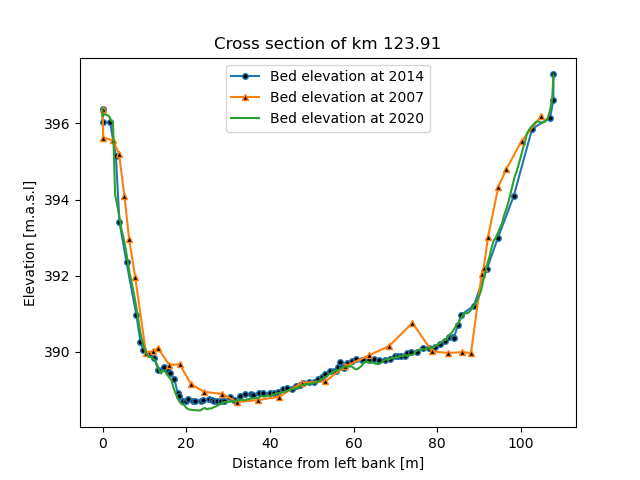 Cross section of km 123.91
Bed elevation at 2014
Bed elevation at 2007
Bed elevation at 2020
Elevation [m.a.s.l]
396
394
392
390
0 20 40 60 80 100
Distance from left bank [m]